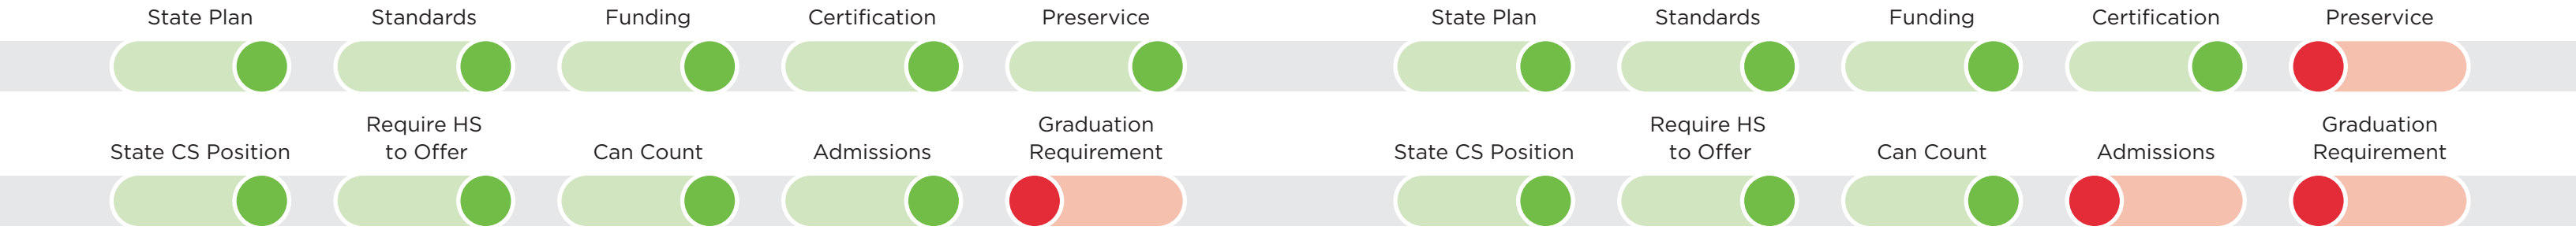 State Plan Standards Funding Certification Preservice State Plan Standards Funding Certification Preservice
Require HS Graduation Require HS Graduation
State CS Position to Offer Can Count Admissions Requirement State CS Position to Offer Can Count Admissions Requirement